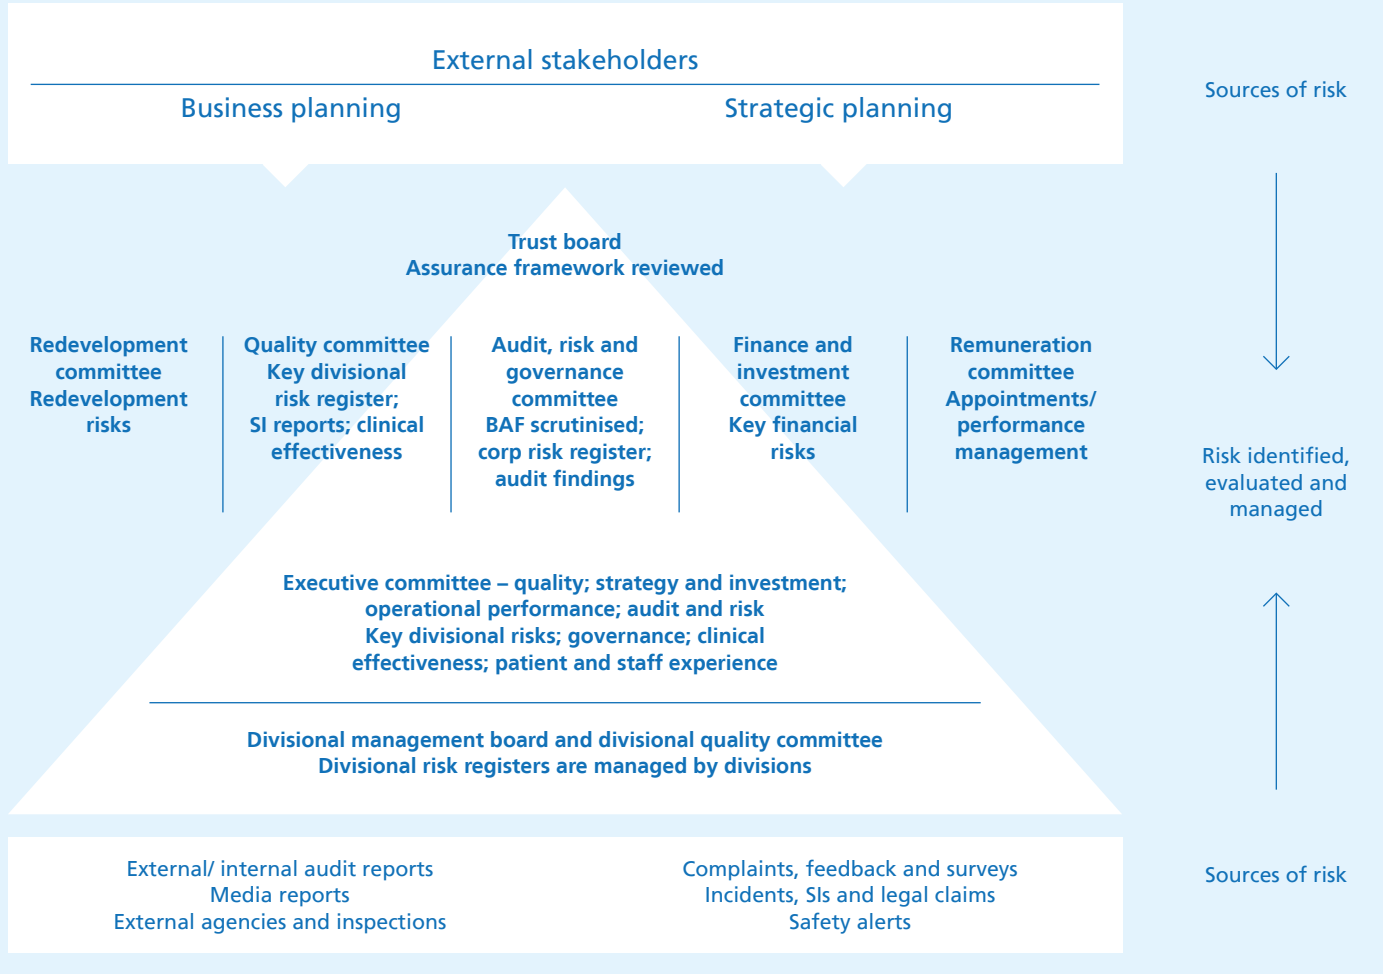 External stakeholders
Business planning
Strategic planning
Sources of risk
Trust board
Assurance framework reviewed
Redevelopment
committee
Redevelopment
risks
Quality committee
Key divisional
risk register;
SI reports; clinical
effectiveness
Audit, risk and
governance
committee
BAF scrutinised;
corp risk register;
audit findings
Finance and
investment
committee
Key financial
risks
Remuneration
committee
Appointments/
performance
management
Risk identified,
evaluated and
managed
Executive committee – quality; strategy and investment;
operational performance; audit and risk
Key divisional risks; governance; clinical
effectiveness; patient and staff experience
Divisional management board and divisional quality committee
Divisional risk registers are managed by divisions
External/ internal audit reports
Media reports
External agencies and inspections
Complaints, feedback and surveys
Incidents, SIs and legal claims
Safety alerts
Sources of risk